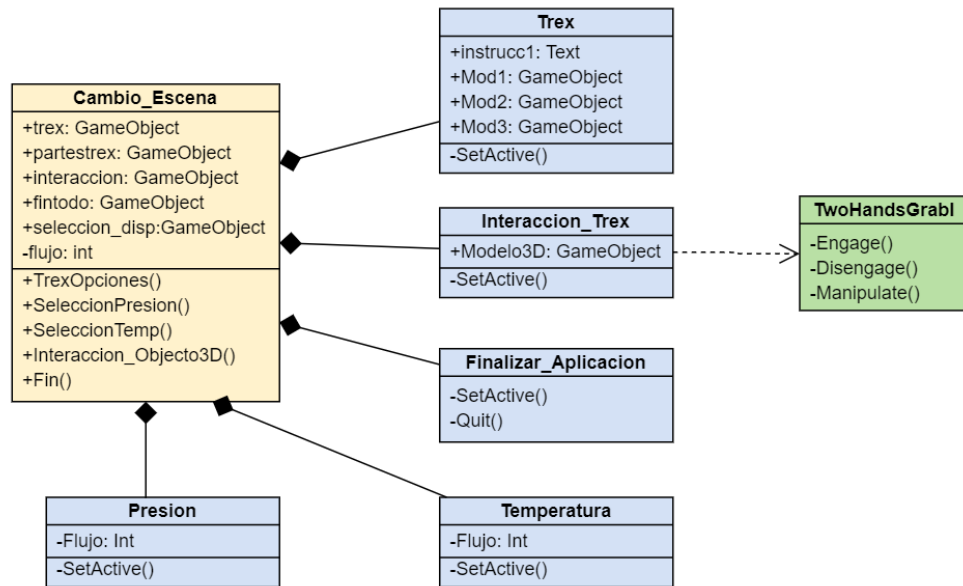 Trex
+instrucc1: Text
+Mod1: GameObject
+Mod2: GameObject
+Mod3: GameObject
-SetActive()
Cambio_Escena
+trex: GameObject
+partestrex: GameObject
+interaccion: GameObject
+fintodo: GameObject
+seleccion_disp:GameObject
-flujo: int
+TrexOpciones()
+SeleccionPresion()
+SeleccionTemp()
+Interaccion_Objecto3D()
+Fin()
Interaccion_Trex
+Modelo3D: GameObject
-SetActive()
TwoHandsGrabl
-Engage()
-Disengage()
-Manipulate()
Finalizar_Aplicacion
-SetActive()
-Quit()
Presion
-Flujo: Int
-SetActive()
Temperatura
-Flujo: Int
-SetActive()